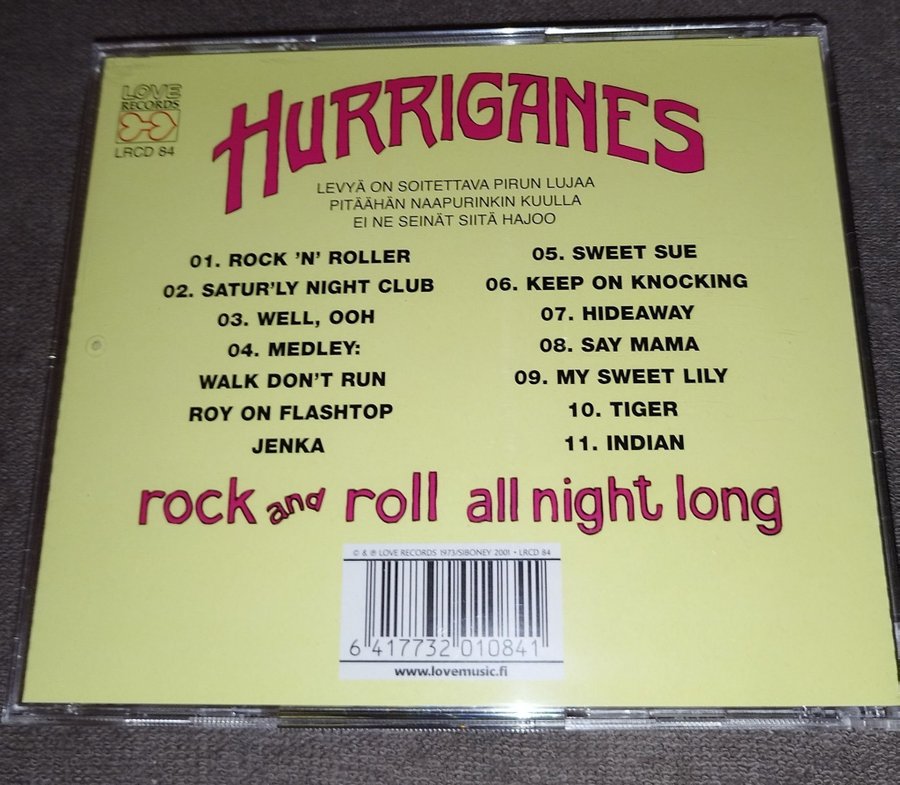 LOVE
RECORDS
LRCD 84
HURRIGANES
LEVYÄ ON SOITETTAVA PIRUN LUJAA
PITÄÄHÄN NAAPURINKIN KUULLA
EI NE SEINÄT SIITÄ HAJOO
01. ROCK 'N' ROLLER
02. SATUR'LY NIGHT CLUB
03. WELL, OOH
04. MEDLEY:
WALK DON'T RUN
ROY ON FLASHTOP
JENKA
05. SWEET SUE
06. KEEP ON KNOCKING
07. HIDEAWAY
08. SAY MAMA
09. MY SWEET LILY
10. TIGER
11. INDIAN
rock and roll all night long
© & ℗ LOVE RECORDS 1973/SIBONEY 2001 • LRCD 84
6 417732 010841
www.lovemusic.fi